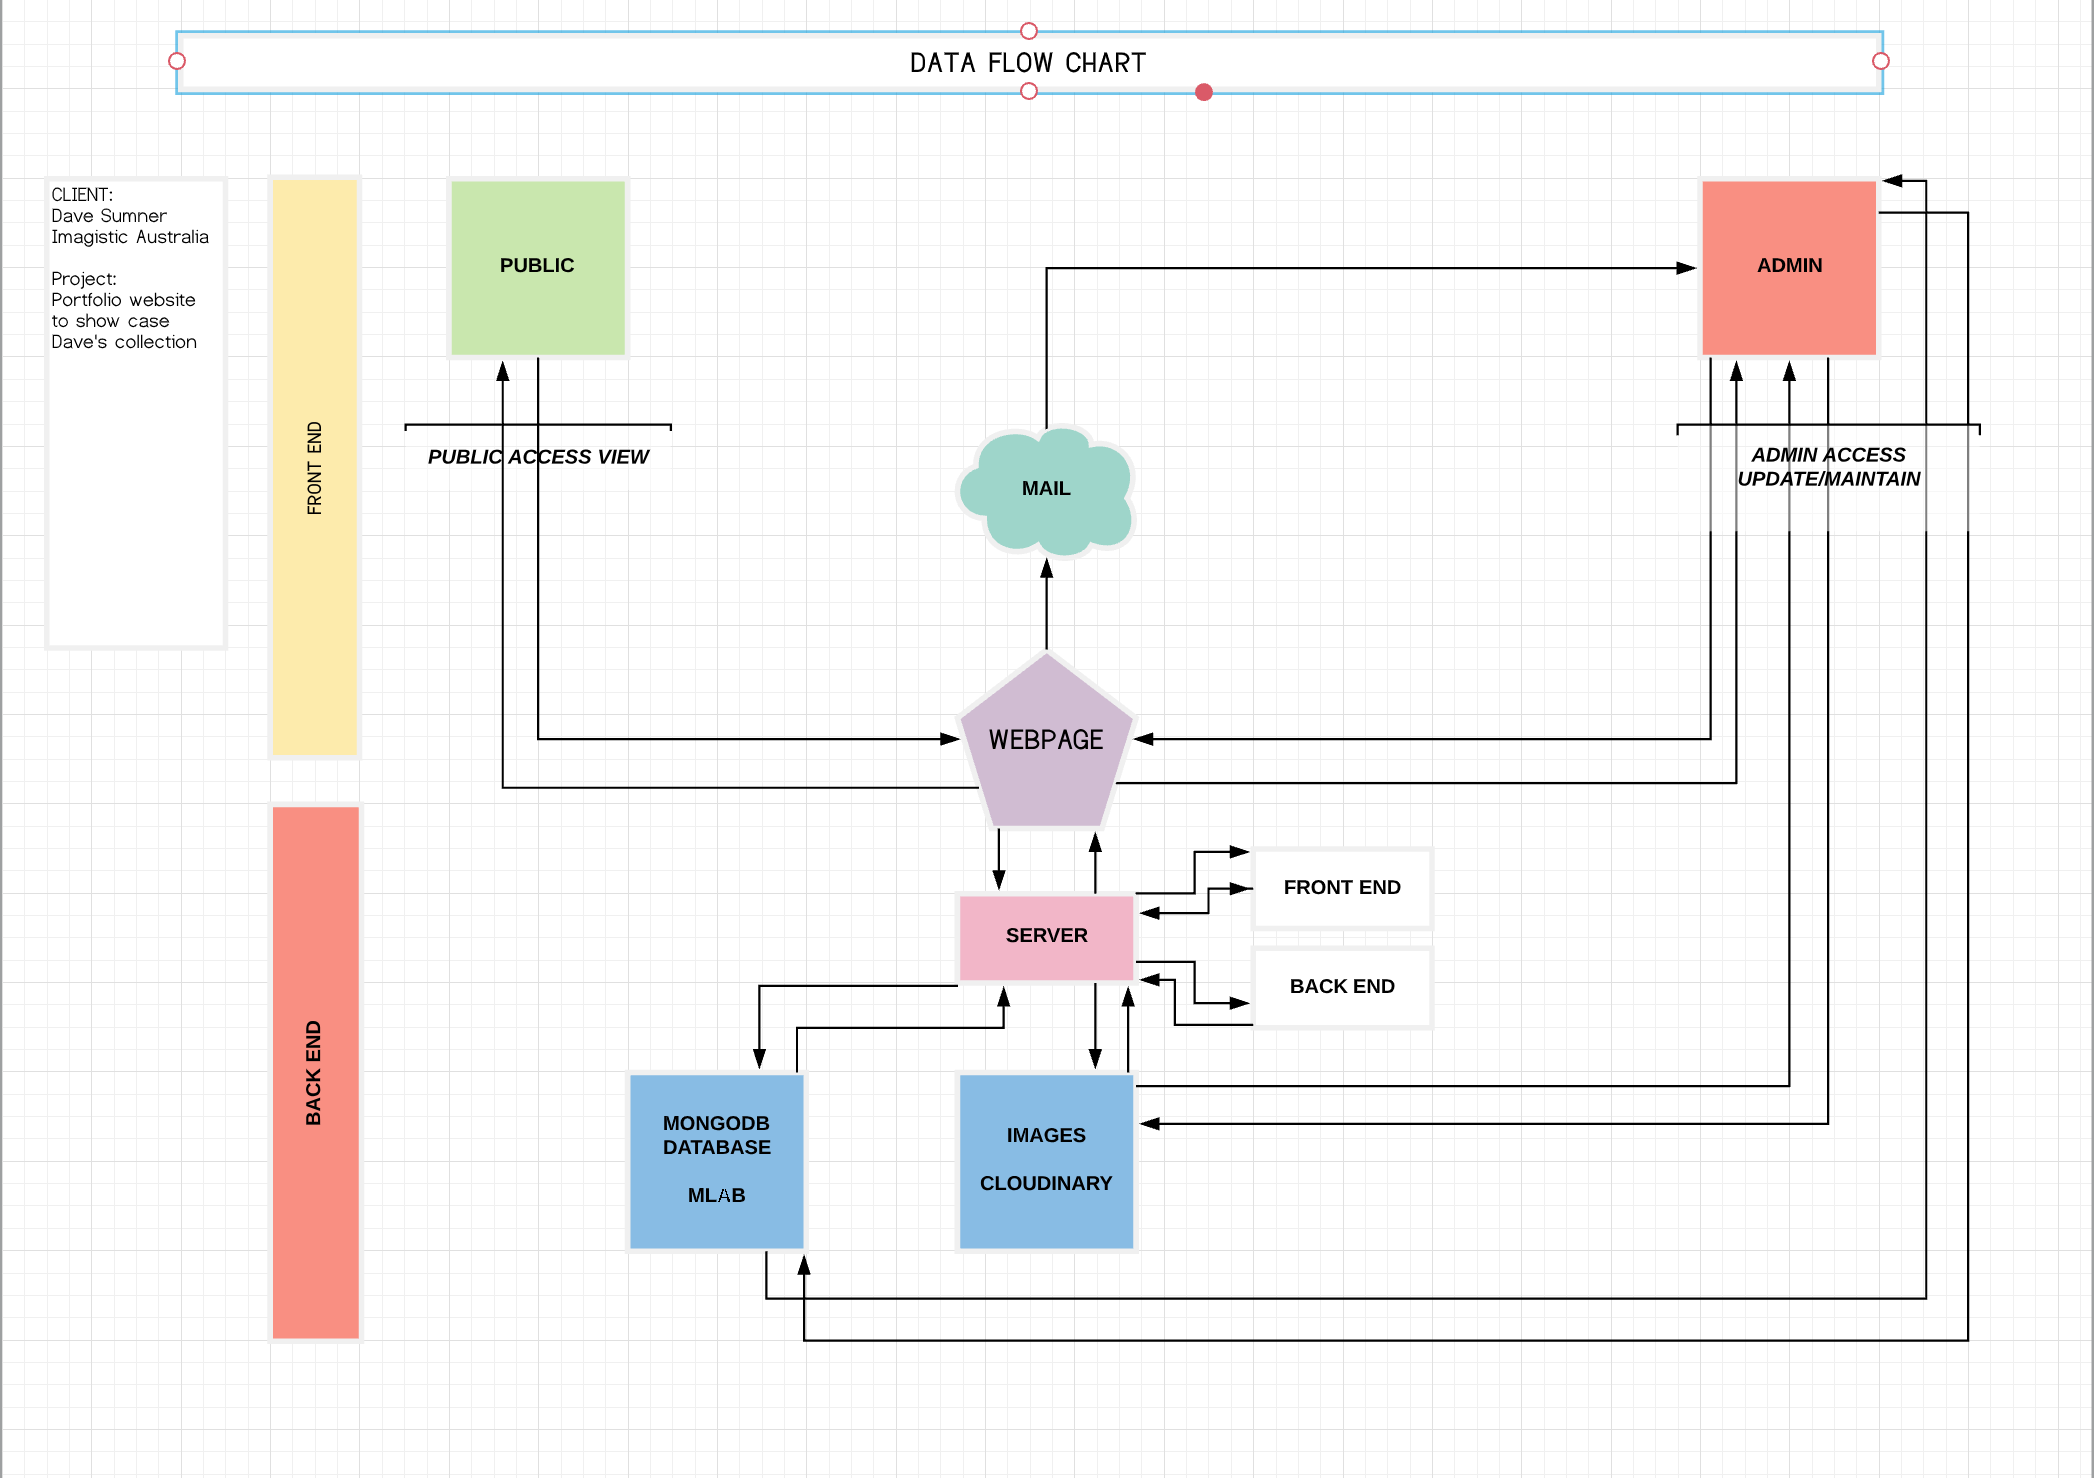 DATA FLOW CHART
CLIENT:
Dave Sumner
Imagistic Australia
Project:
Portfolio website
to show case
Dave's collection
FRONT END
PUBLIC
ADMIN
PUBLIC ACCESS VIEW
ADMIN ACCESS
UPDATE/MAINTAIN
MAIL
WEBPAGE
FRONT END
SERVER
BACK END
BACK END
MONGODB
DATABASE
MLAB
IMAGES
CLOUDINARY